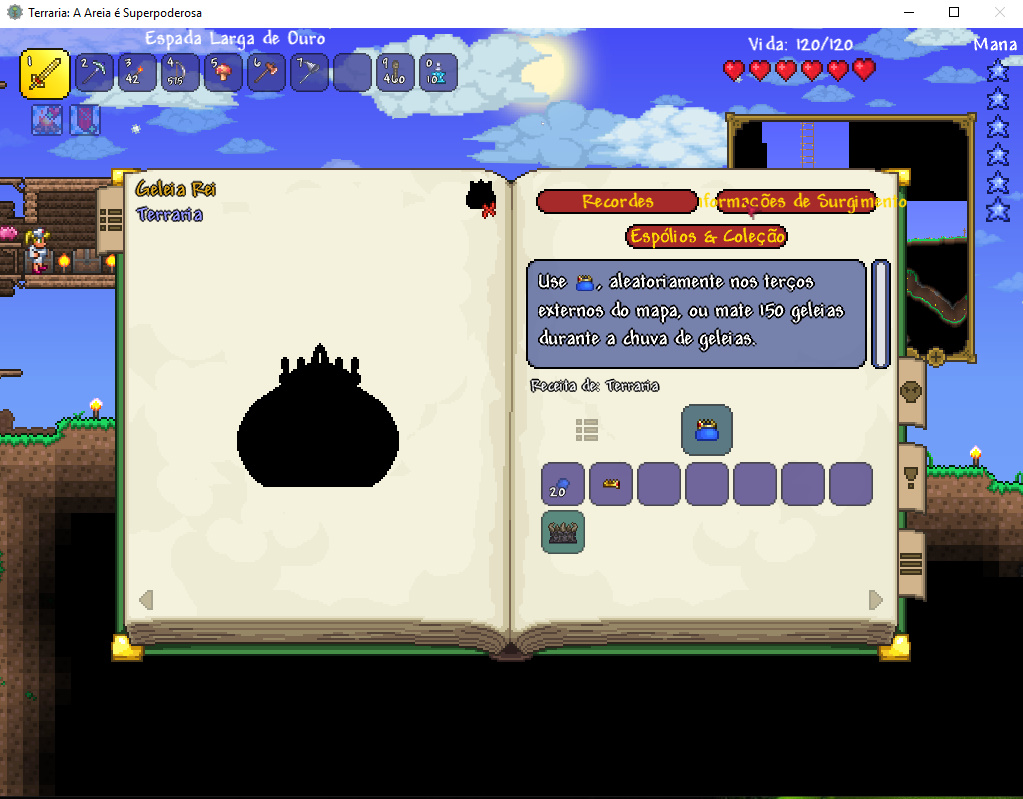 Terraria: A Areia é Superpoderosa
Espada Larga de Ouro
Vida: 120/120
Mana
1
2
3
42
4
515
5
6
7
9
480
0
10
Geleia Rei
Terraria
Recordes
Informações de Surgimento
Espólios & Coleção
Use , aleatoriamente nos terços
externos do mapa, ou mate 150 geleias
durante a chuva de geleias.
Receita de: Terraria
20